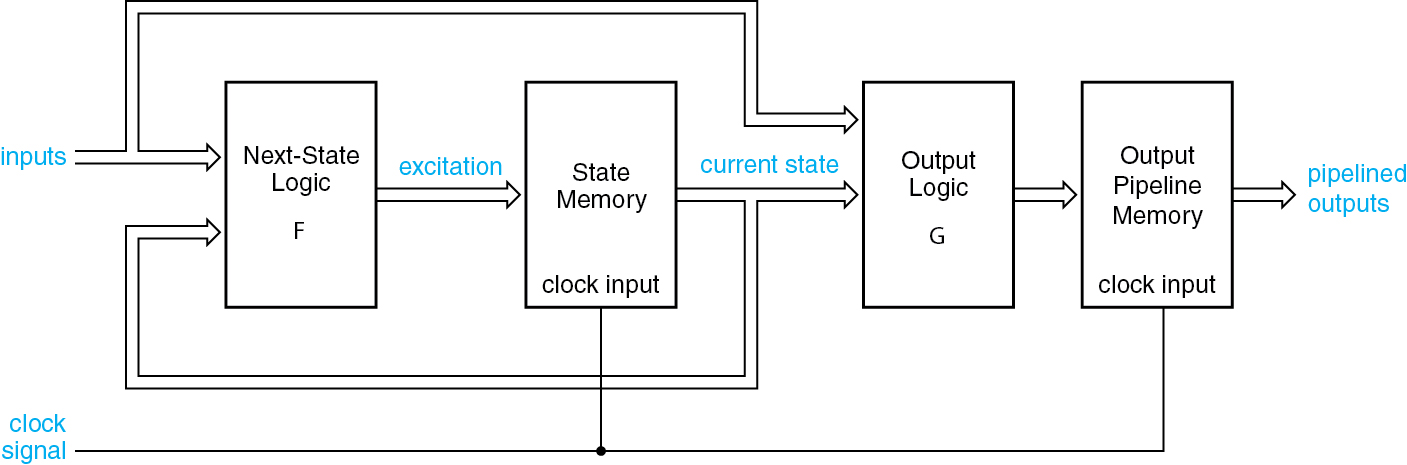 inputs
Next-State
Logic
F
excitation
State
Memory
clock input
current state
Output
Logic
G
Output
Pipeline
Memory
clock input
pipelined
outputs
clock
signal